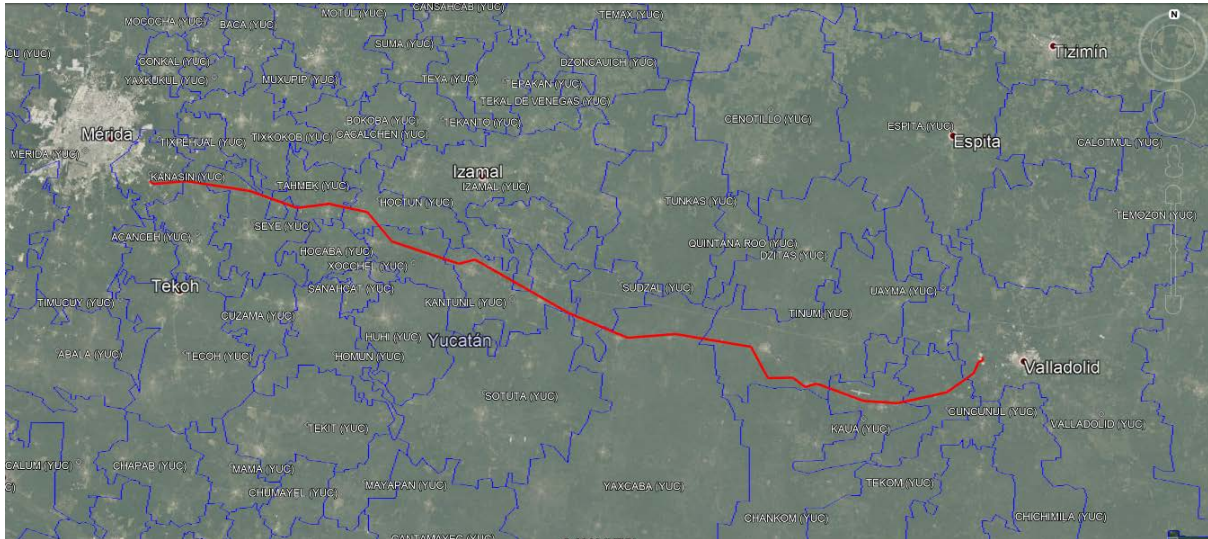 MOCOCHA (YUC)
BACA (YUC)
MOTUL (YUC)
CANSAHCAB (YUC)
TEMAX (YUC)
N
CONKAL (YUC)
SUMA (YUC)
DZONCAUICH (YUC)
Tizimín
YAXKUKUL (YUC)
MUXUPIP (YUC)
TEYA (YUC)
TEPAKAN (YUC)
TEKAL DE VENEGAS (YUC)
BOKOBA (YUC)
TEKANTO (YUC)
CENOTILLO (YUC)
ESPITA (YUC)
Mérida
TIXPEHUAL (YUC)
TIXKOKOB (YUC)
CACALCHEN (YUC)
Espita
CALOTMUL (YUC)
MERIDA (YUC)
KANASIN (YUC)
TAHMEK (YUC)
Izamal
IZAMAL (YUC)
HOCTUN (YUC)
TUNKAS (YUC)
TEMOZON (YUC)
SEYE (YUC)
ACANCEH (YUC)
HOCABA (YUC)
QUINTANA ROO (YUC)
DZITAS (YUC)
XOCCHEL (YUC)
Tekoh
SANAHCAT (YUC)
SUDZAL (YUC)
UAYMA (YUC)
TIMUCUY (YUC)
CUZAMA (YUC)
KANTUNIL (YUC)
TINUM (YUC)
HUHI (YUC)
Yucatán
ABALA (YUC)
TECOH (YUC)
HOMUN (YUC)
Valladolid
SOTUTA (YUC)
CUNCUNUL (YUC)
TEKIT (YUC)
KAUA (YUC)
VALLADOLID (YUC)
CHAPAB (YUC)
MAMA (YUC)
MAYAPAN (YUC)
YAXCABA (YUC)
TEKOM (YUC)
CHUMAYEL (YUC)
CHANKOM (YUC)
CHICHIMILA (YUC)
CANTAMAYEC (YUC)